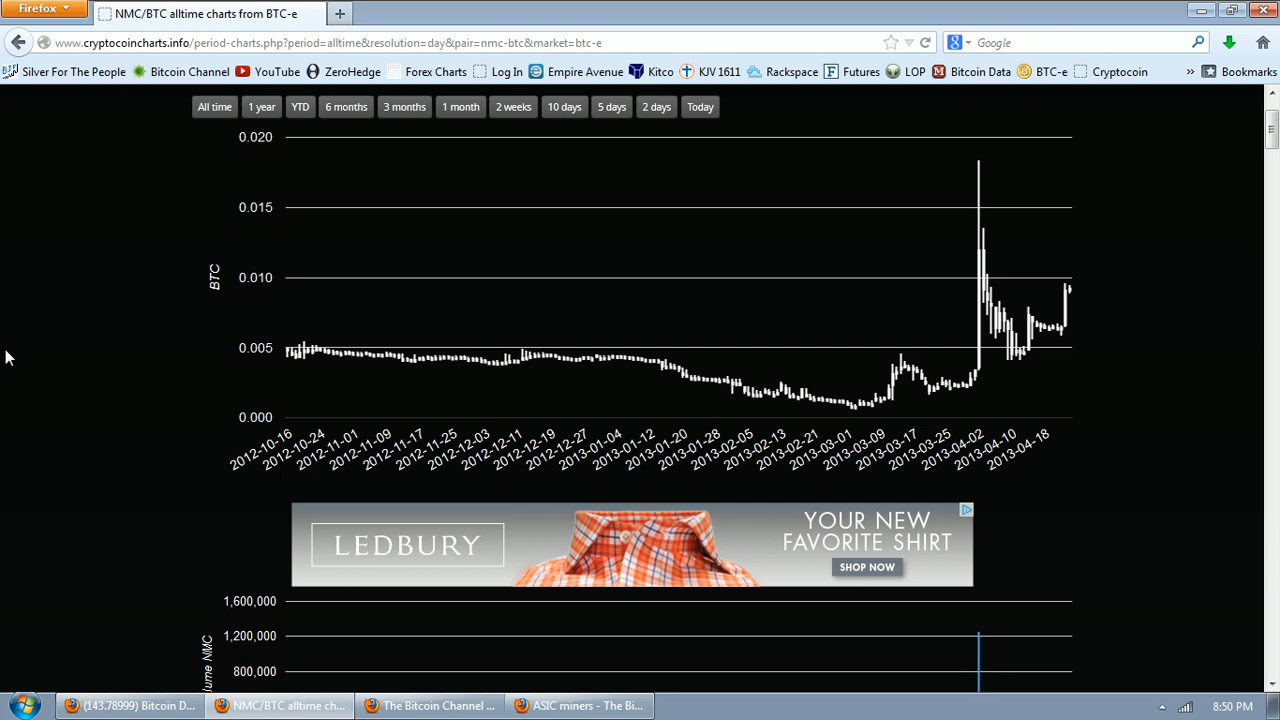 Firefox
NMC/BTC alltime charts from BTC-e
www.cryptocoincharts.info/period-charts.php?period=alltime&resolution=day&pair=nmc-btc&market=btc-e
Google
Silver For The People Bitcoin Channel YouTube ZeroHedge Forex Charts Log In Empire Avenue Kitco KJV 1611 Rackspace Futures LOP Bitcoin Data BTC-e Cryptocoin » Bookmarks
All time 1 year YTD 6 months 3 months 1 month 2 weeks 10 days 5 days 2 days Today
0.020
0.015
BTC
0.010
0.005
0.000
2012-10-16 2012-10-24 2012-11-01 2012-11-09 2012-11-17 2012-11-25 2012-12-03 2012-12-11 2012-12-19 2012-12-27 2013-01-04 2013-01-12 2013-01-20 2013-01-28 2013-02-05 2013-02-13 2013-02-21 2013-03-01 2013-03-09 2013-03-17 2013-03-25 2013-04-02 2013-04-10 2013-04-18
LEDBURY
YOUR NEW
FAVORITE SHIRT
SHOP NOW
1,600,000
1,200,000
800,000
NMC
(143.78999) Bitcoin D... NMC/BTC alltime ch... The Bitcoin Channel ... ASIC miners - The Bi... 8:50 PM